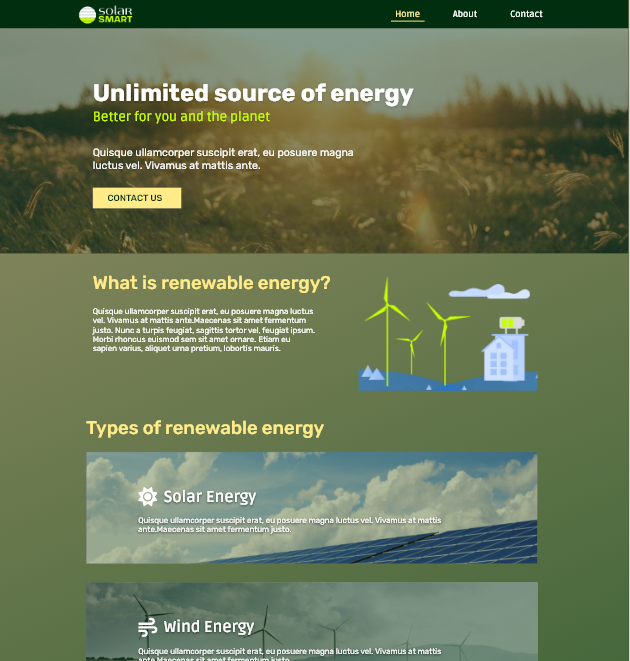 solar
SMART
Home About Contact
Unlimited source of energy
Better for you and the planet
Quisque ullamcorper suscipit erat, eu posuere magna
luctus vel. Vivamus at mattis ante.
CONTACT US
What is renewable energy?
Quisque ullamcorper suscipit erat, eu posuere magna luctus
vel. Vivamus at mattis ante.Maecenas sit amet fermentum
justo. Nunc a turpis feugiat, sagittis tortor vel, feugiat ipsum.
Morbi rhoncus euismod sem sit amet ornare. Etiam eu
sapien varius, aliquet urna pretium, lobortis mauris.
Types of renewable energy
Solar Energy
Quisque ullamcorper suscipit erat, eu posuere magna luctus vel. Vivamus at mattis
ante.Maecenas sit amet fermentum justo.
Wind Energy
Quisque ullamcorper suscipit erat, eu posuere magna luctus vel. Vivamus at mattis
ante.Maecenas sit amet fermentum justo.